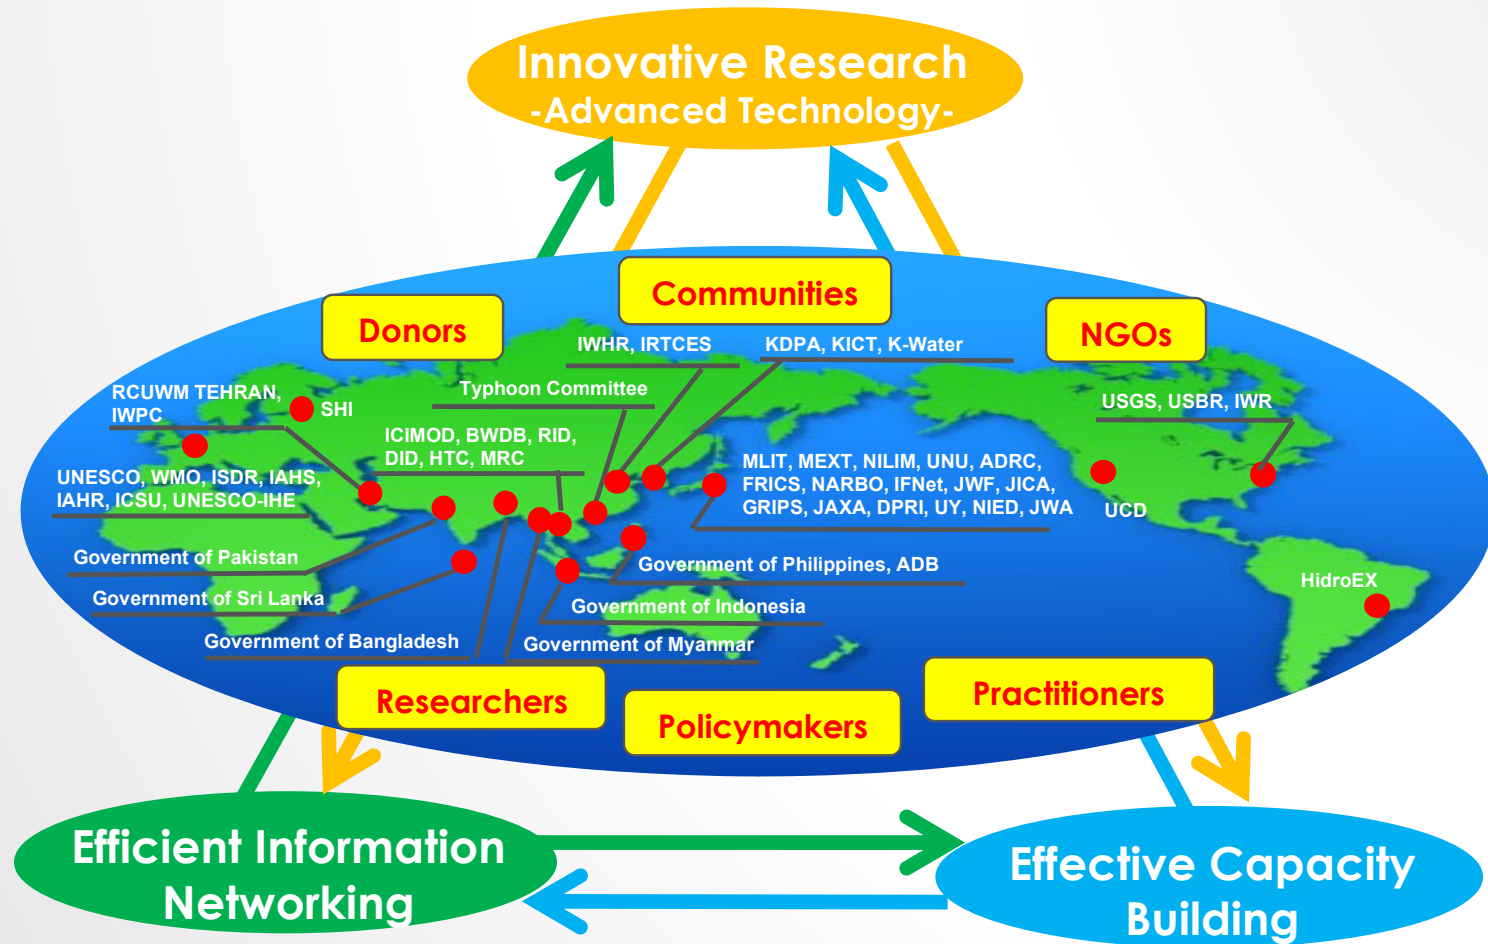 Innovative Research
-Advanced Technology-
Donors
Communities
NGOs
IWHR, IRTCES
KDPA, KICT, K-Water
RCUWM TEHRAN,
IWPC
SHI
Typhoon Committee
USGS, USBR, IWR
ICIMOD, BWDB, RID,
DID, HTC, MRC
UNESCO, WMO, ISDR, IAHS,
IAHR, ICSU, UNESCO-IHE
MLIT, MEXT, NILIM, UNU, ADRC,
FRICS, NARBO, IFNet, JWF, JICA,
GRIPS, JAXA, DPRI, UY, NIED, JWA
UCD
Government of Pakistan
Government of Philippines, ADB
HidroEX
Government of Sri Lanka
Government of Indonesia
Government of Bangladesh
Government of Myanmar
Researchers
Policymakers
Practitioners
Efficient Information
Networking
Effective Capacity
Building